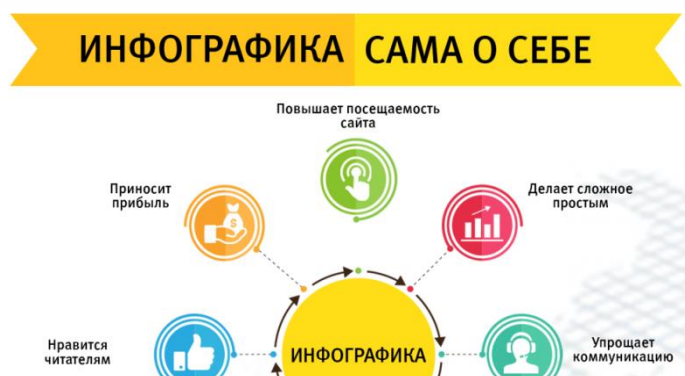 ИНФОГРАФИКА САМА О СЕБЕ
Повышает посещаемость
сайта
Приносит
прибыль
Делает сложное
простым
Нравится
читателям
ИНФОГРАФИКА
Упрощает
коммуникацию